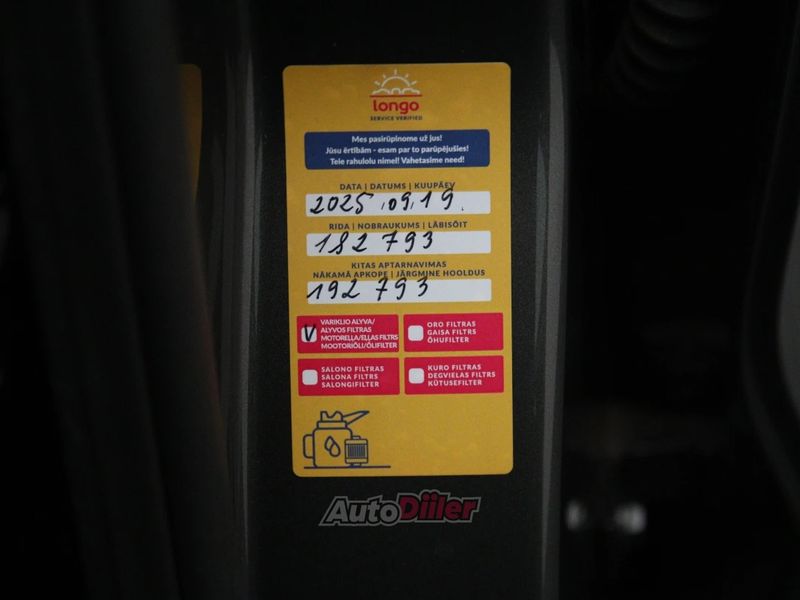 longo
SERVICE VERIFIED
Mes pasirūpinome už jus!
Jūsu ērtībām - esam par to parūpējušies!
Teie rahulolu nimel! Vahetasime need!
DATA | DATUMS | KUUPÄEV
2025.09.19.
RIDA | NOBRAUKUMS | LÄBISÕIT
182 793
KITAS APTARNAVIMAS
NĀKAMĀ APKOPE | JÄRGMINE HOOLDUS
192 793
V
VARIKLIO ALYVA/
ALYVOS FILTRAS
MOTOREĻĻA/EĻĻAS FILTRS
MOOTORIÕLI/ÕLIFILTER
ORO FILTRAS
GAISA FILTRS
ÕHUFILTER
SALONO FILTRAS
SALONA FILTRS
SALONGIFILTER
KURO FILTRAS
DEGVIELAS FILTRS
KÜTUSEFILTER
AutoDiiler